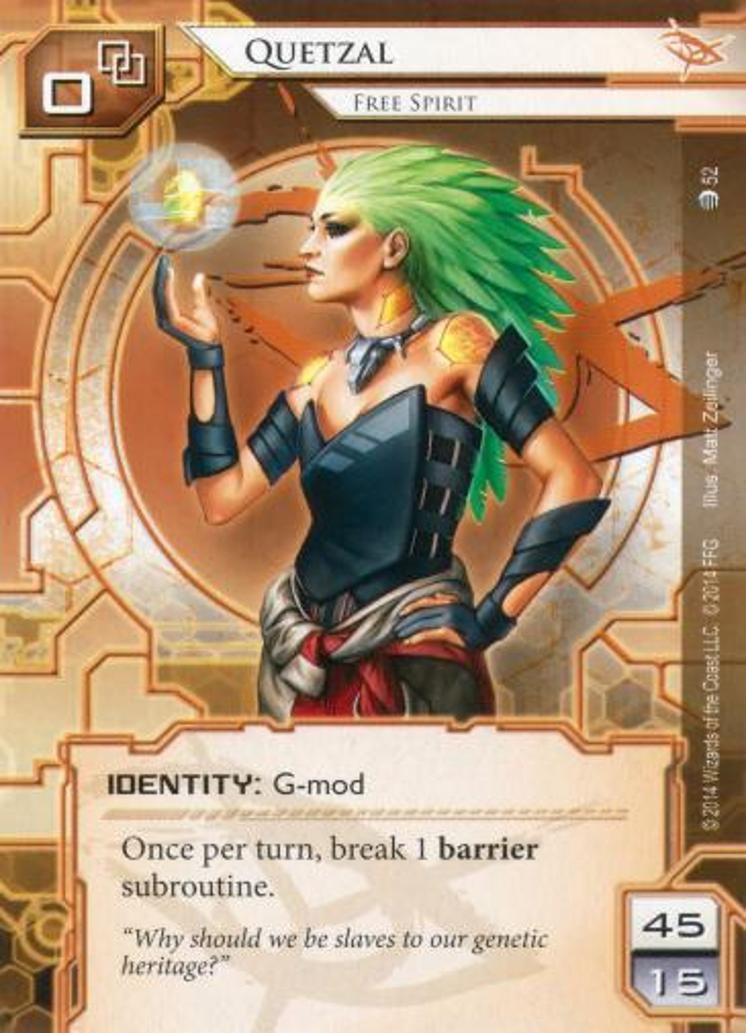 0
QUETZAL
FREE SPIRIT
52
Illus. Matt Zeilinger
© 2014 Wizards of the Coast LLC. © 2014 FFG
IDENTITY: G-mod
Once per turn, break 1 barrier
subroutine.
“Why should we be slaves to our genetic
heritage?”
45
15